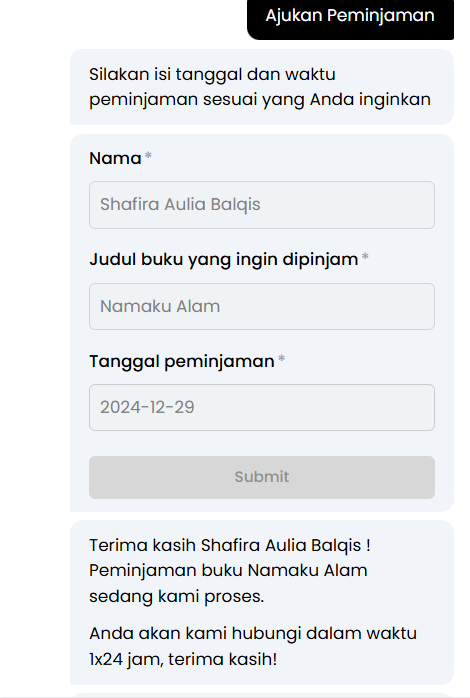 Ajukan Peminjaman
Silakan isi tanggal dan waktu
peminjaman sesuai yang Anda inginkan
Nama *
Shafira Aulia Balqis
Judul buku yang ingin dipinjam *
Namaku Alam
Tanggal peminjaman *
2024-12-29
Submit
Terima kasih Shafira Aulia Balqis !
Peminjaman buku Namaku Alam
sedang kami proses.
Anda akan kami hubungi dalam waktu
1x24 jam, terima kasih!